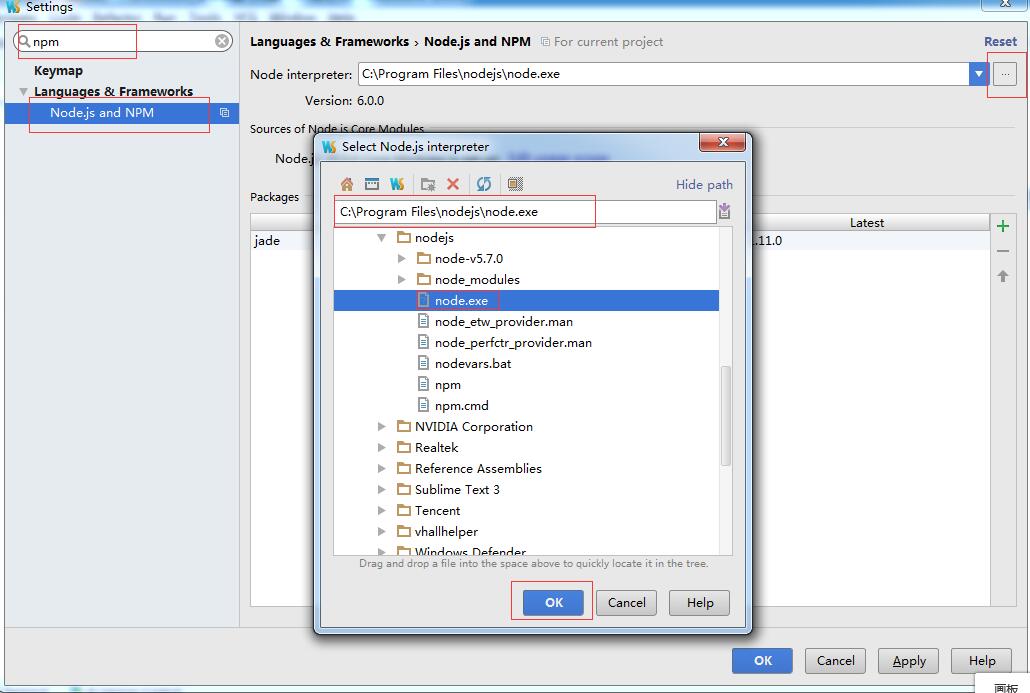 WS Settings
npm
Keymap
Languages & Frameworks
Node.js and NPM
Languages & Frameworks › Node.js and NPM For current project
Reset
Node interpreter: C:\Program Files\nodejs\node.exe ...
Version: 6.0.0
Sources of Node.js Core Modules
Node.j
Packages
Latest
jade
.11.0
WS Select Node.js interpreter
WS
Hide path
C:\Program Files\nodejs\node.exe
nodejs
node-v5.7.0
node_modules
node.exe
node_etw_provider.man
node_perfctr_provider.man
nodevars.bat
npm
npm.cmd
NVIDIA Corporation
Realtek
Reference Assemblies
Sublime Text 3
Tencent
vhallhelper
Windows Defender
Drag and drop a file into the space above to quickly locate it in the tree.
OK Cancel Help
OK Cancel Apply Help
画板